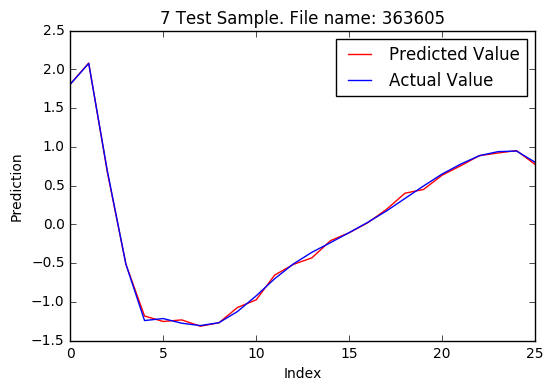 7 Test Sample. File name: 363605
2.5
2.0
1.5
1.0
0.5
0.0
−0.5
−1.0
−1.5
Prediction
Predicted Value
Actual Value
0 5 10 15 20 25
Index